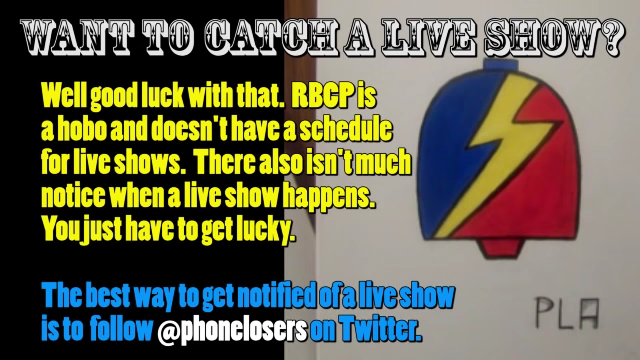 WANT TO CATCH A LIVE SHOW?
Well good luck with that. RBCP is
a hobo and doesn't have a schedule
for live shows. There also isn't much
notice when a live show happens.
You just have to get lucky.
The best way to get notified of a live show
is to follow @phonelosers on Twitter.
PLA